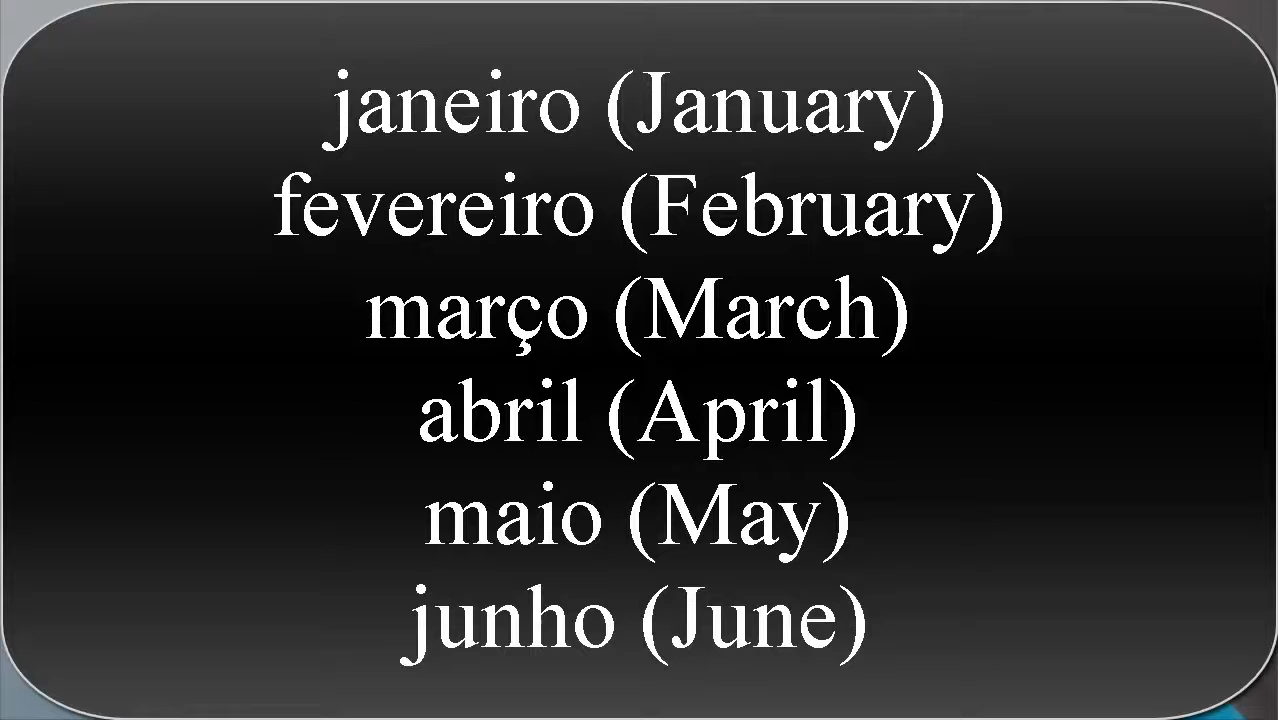 janeiro (January)
fevereiro (February)
março (March)
abril (April)
maio (May)
junho (June)